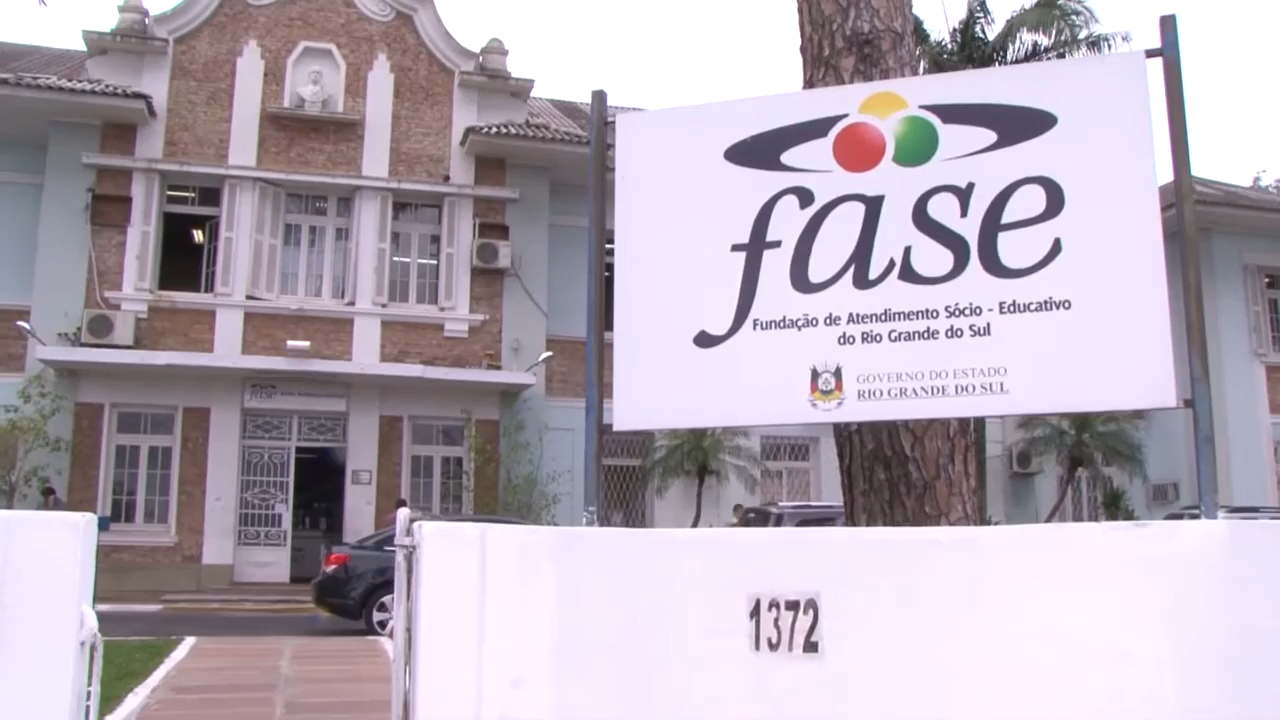 fase
Fundação de Atendimento Sócio - Educativo
do Rio Grande do Sul
GOVERNO DO ESTADO
RIO GRANDE DO SUL
fase
1372